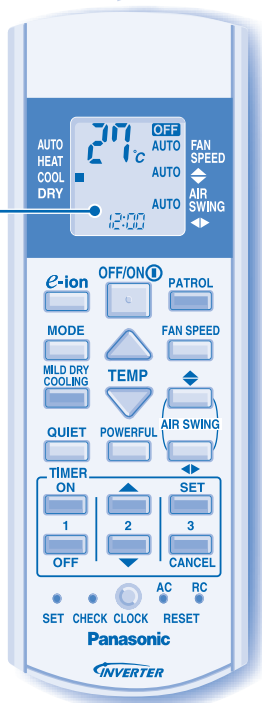 OFF
27°C
AUTO
AUTO
AUTO
12:00
AUTO
HEAT
COOL
DRY
FAN
SPEED
AIR
SWING
e-ion
OFF/ON
PATROL
MODE
FAN SPEED
MILD DRY
COOLING
TEMP
AIR SWING
QUIET
POWERFUL
TIMER
ON
SET
1
2
3
OFF
CANCEL
AC
RC
SET
CHECK
CLOCK
RESET
Panasonic
INVERTER